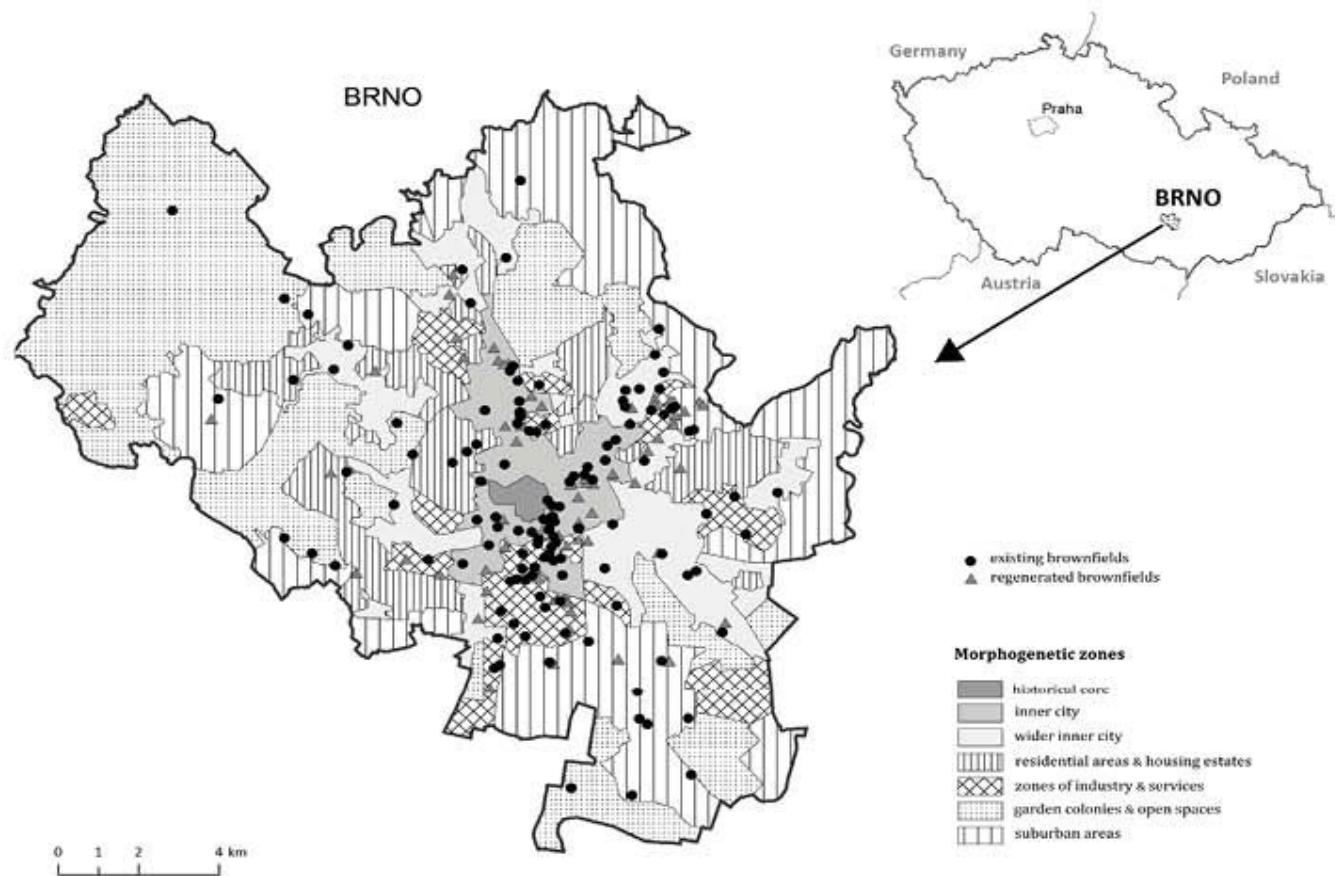 BRNO
Germany
Poland
Praha
BRNO
Austria
Slovakia
existing brownfields
regenerated brownfields
Morphogenetic zones
historical core
inner city
wider inner city
residential areas & housing estates
zones of industry & services
garden colonies & open spaces
suburban areas
0 1 2 4 km